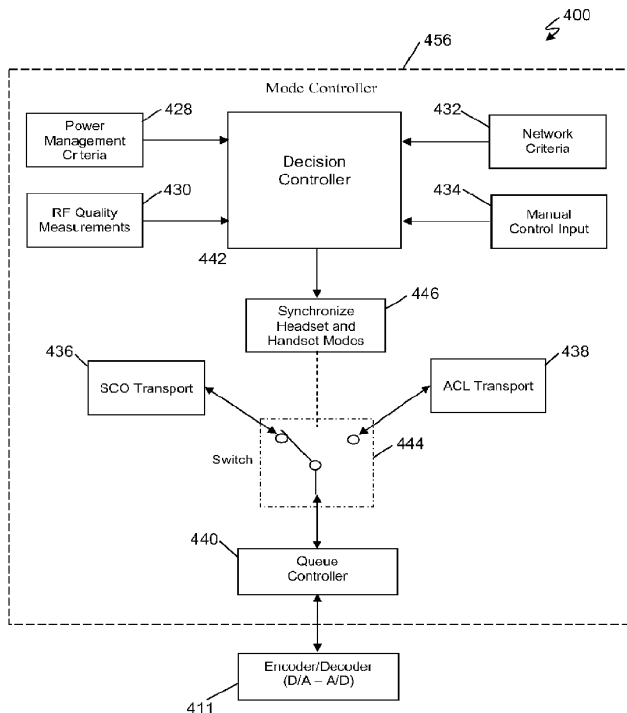 400
456
Mode Controller
428
Power
Management
Criteria
Decision
Controller
432
Network
Criteria
430
RF Quality
Measurements
434
Manual
Control Input
442
446
Synchronize
Headset and
Handset Modes
436
SCO Transport
438
ACL Transport
Switch
444
440
Queue
Controller
Encoder/Decoder
(D/A – A/D)
411